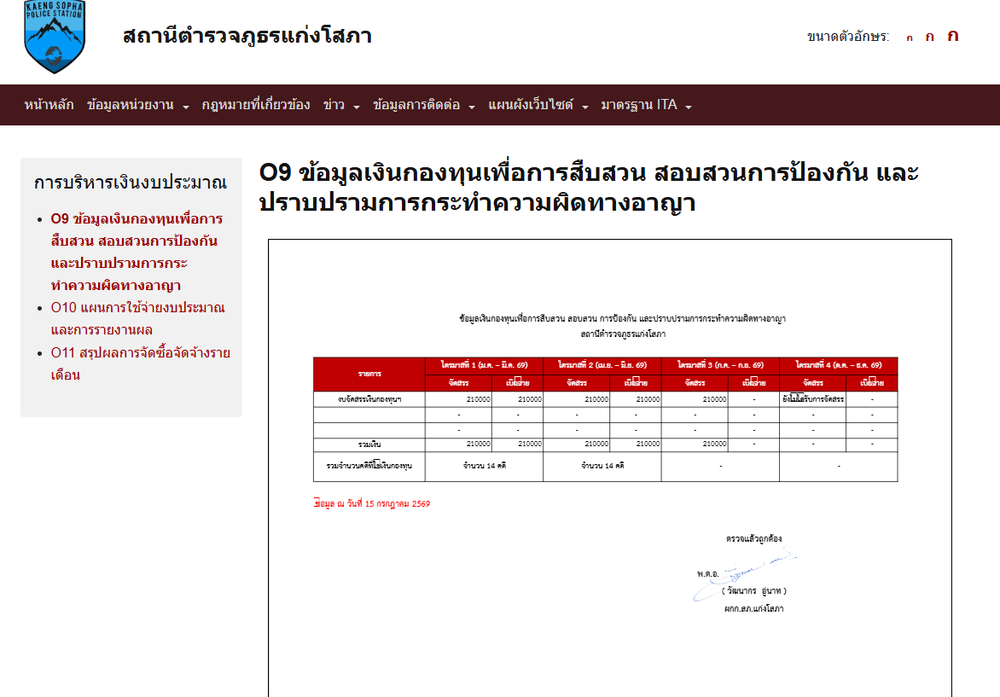 KAENG SOPHA
POLICE STATION
สถานีตำรวจภูธรแก่งโสภา
ขนาดตัวอักษร: ก ก ก
หน้าหลัก ข้อมูลหน่วยงาน กฎหมายที่เกี่ยวข้อง ข่าว ข้อมูลการติดต่อ แผนผังเว็บไซต์ มาตรฐาน ITA
การบริหารเงินงบประมาณ
O9 ข้อมูลเงินกองทุนเพื่อการ
สืบสวน สอบสวนการป้องกัน
และปราบปรามการกระ
ทำความผิดทางอาญา
O10 แผนการใช้จ่ายงบประมาณ
และการรายงานผล
O11 สรุปผลการจัดซื้อจัดจ้างราย
เดือน
O9 ข้อมูลเงินกองทุนเพื่อการสืบสวน สอบสวนการป้องกัน และ
ปราบปรามการกระทำความผิดทางอาญา
ข้อมูลเงินกองทุนเพื่อการสืบสวน สอบสวน การป้องกัน และปราบปรามการกระทำความผิดทางอาญา
สถานีตำรวจภูธรแก่งโสภา
รายการ ไตรมาสที่ 1 (ม.ค. – มี.ค. 69) ไตรมาสที่ 2 (เม.ย. – มิ.ย. 69) ไตรมาสที่ 3 (ก.ค. – ก.ย. 69) ไตรมาสที่ 4 (ต.ค. – ธ.ค. 69)
จัดสรร เบิกจ่าย จัดสรร เบิกจ่าย จัดสรร เบิกจ่าย จัดสรร เบิกจ่าย
งบจัดสรรเงินกองทุนฯ 210000 210000 210000 210000 210000 - ยังไม่ได้รับการจัดสรร -
- - - - - - - -
- - - - - - - -
รวมเงิน 210000 210000 210000 210000 210000 - - -
รวมจำนวนคดีที่ใช้เงินกองทุน จำนวน 14 คดี จำนวน 14 คดี - -
ข้อมูล ณ วันที่ 15 กรกฎาคม 2569
ตรวจแล้วถูกต้อง
พ.ต.อ.
( วัฒนากร อู่นาท )
ผกก.สภ.แก่งโสภา